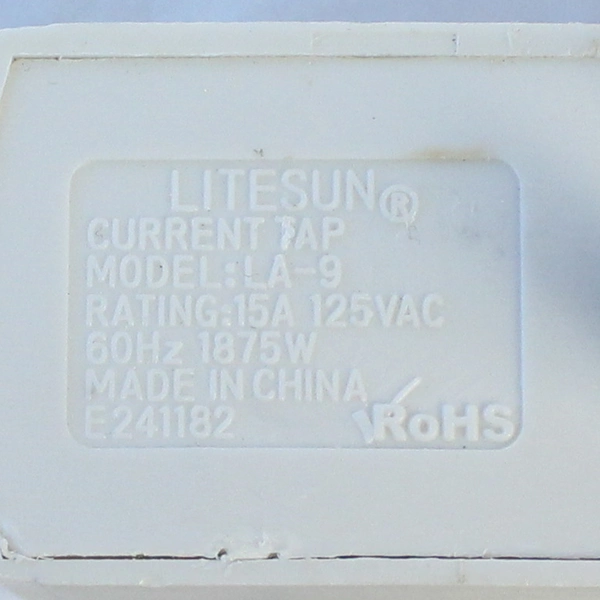 LITESUN®
CURRENT TAP
MODEL:LA-9
RATING:15A 125VAC
60Hz 1875W
MADE IN CHINA
E241182 RoHS